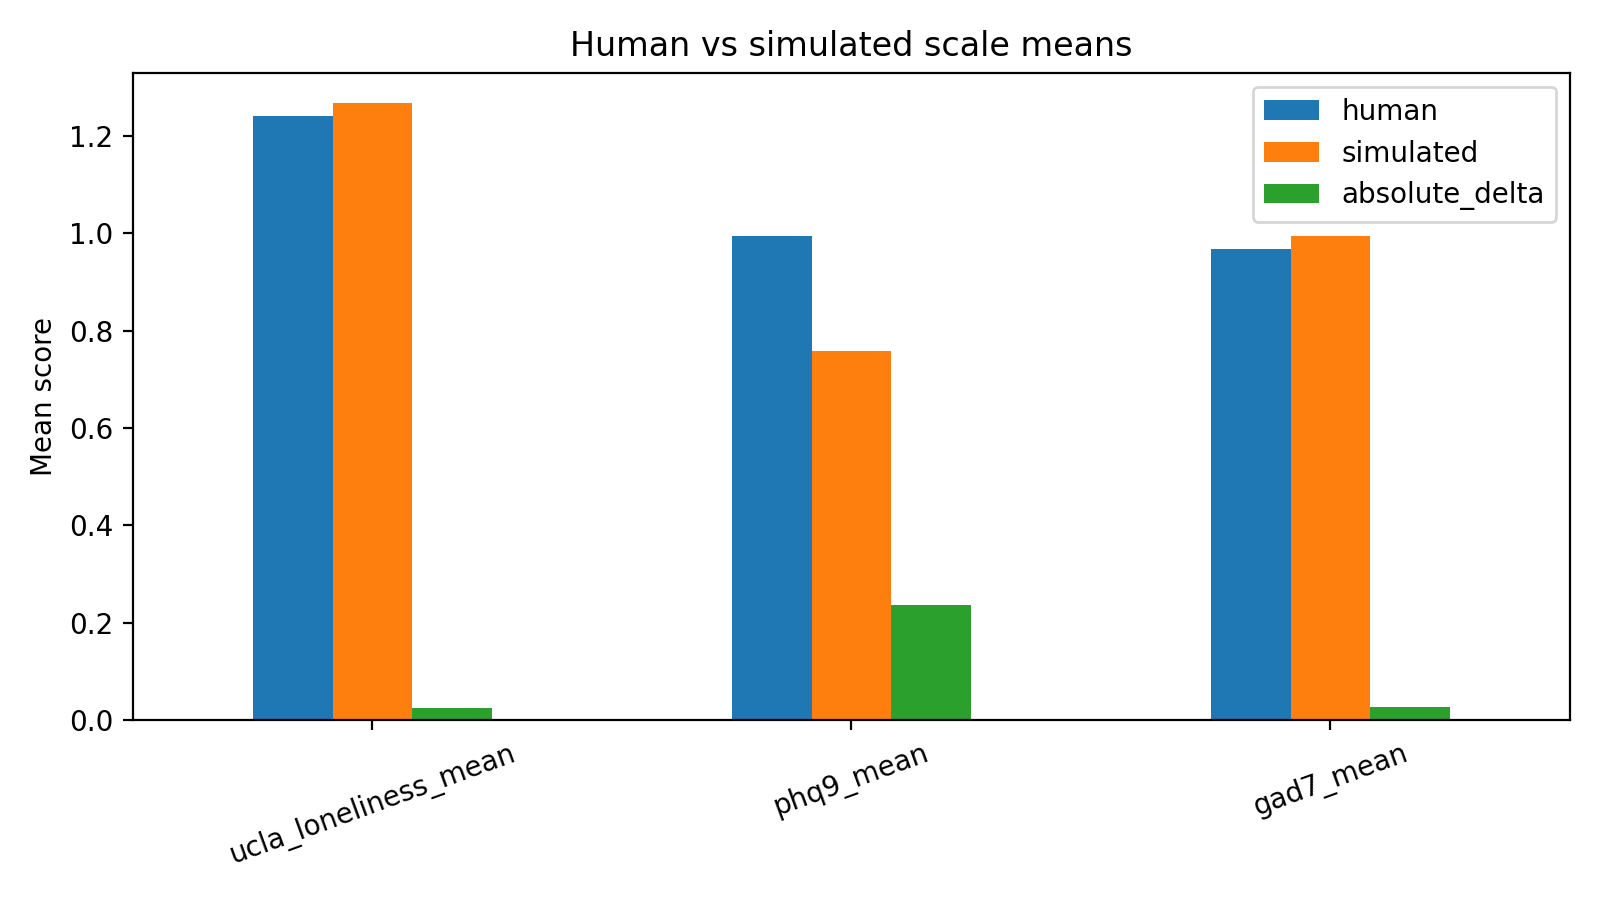 Human vs simulated scale means
human
simulated
absolute_delta
Mean score
1.2
1.0
0.8
0.6
0.4
0.2
0.0
ucla_loneliness_mean
phq9_mean
gad7_mean